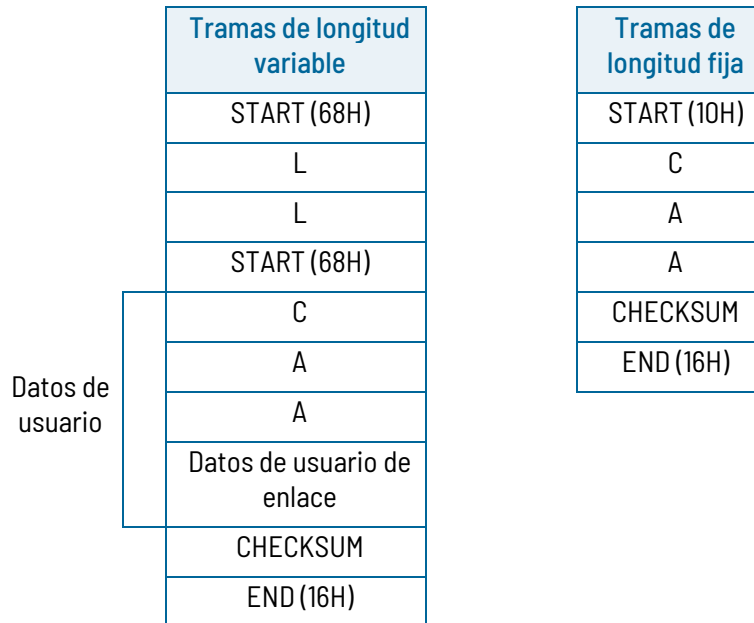 Tramas de longitud
variable
START (68H)
L
L
START (68H)
C
A
A
Datos de usuario de
enlace
CHECKSUM
END (16H)
Datos de
usuario
Tramas de
longitud fija
START (10H)
C
A
A
CHECKSUM
END (16H)